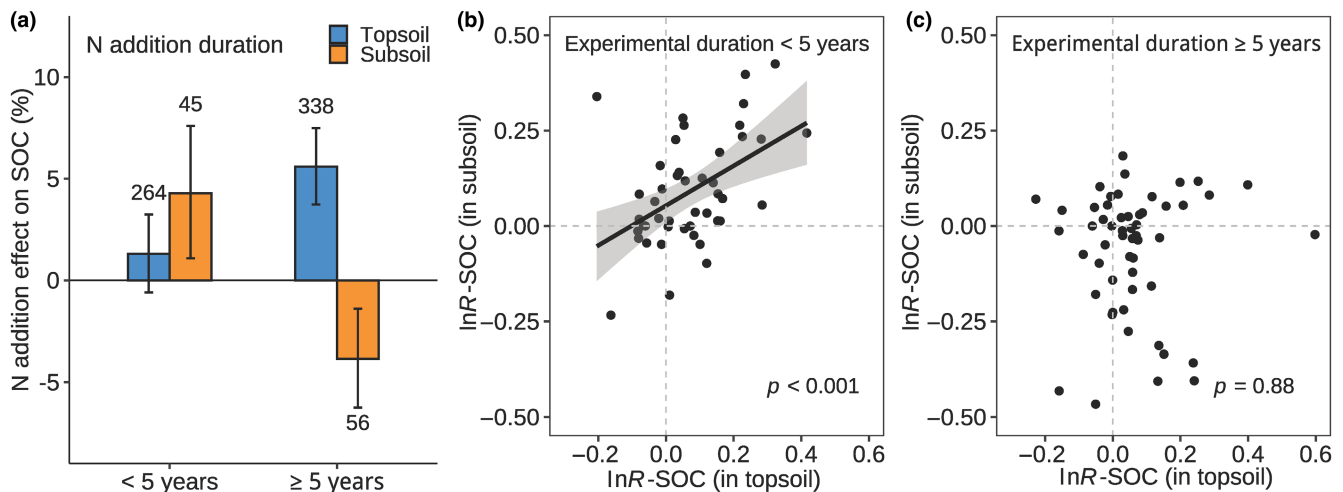 (a)
N addition duration
Topsoil
Subsoil
N addition effect on SOC (%)
10
5
0
-5
264
45
338
56
< 5 years
≥ 5 years
(b)
Experimental duration < 5 years
lnR-SOC (in subsoil)
0.50
0.25
0.00
−0.25
−0.50
p < 0.001
−0.2
0.0
0.2
0.4
0.6
lnR-SOC (in topsoil)
(c)
Experimental duration ≥ 5 years
lnR-SOC (in subsoil)
0.50
0.25
0.00
−0.25
−0.50
p = 0.88
−0.2
0.0
0.2
0.4
0.6
lnR-SOC (in topsoil)